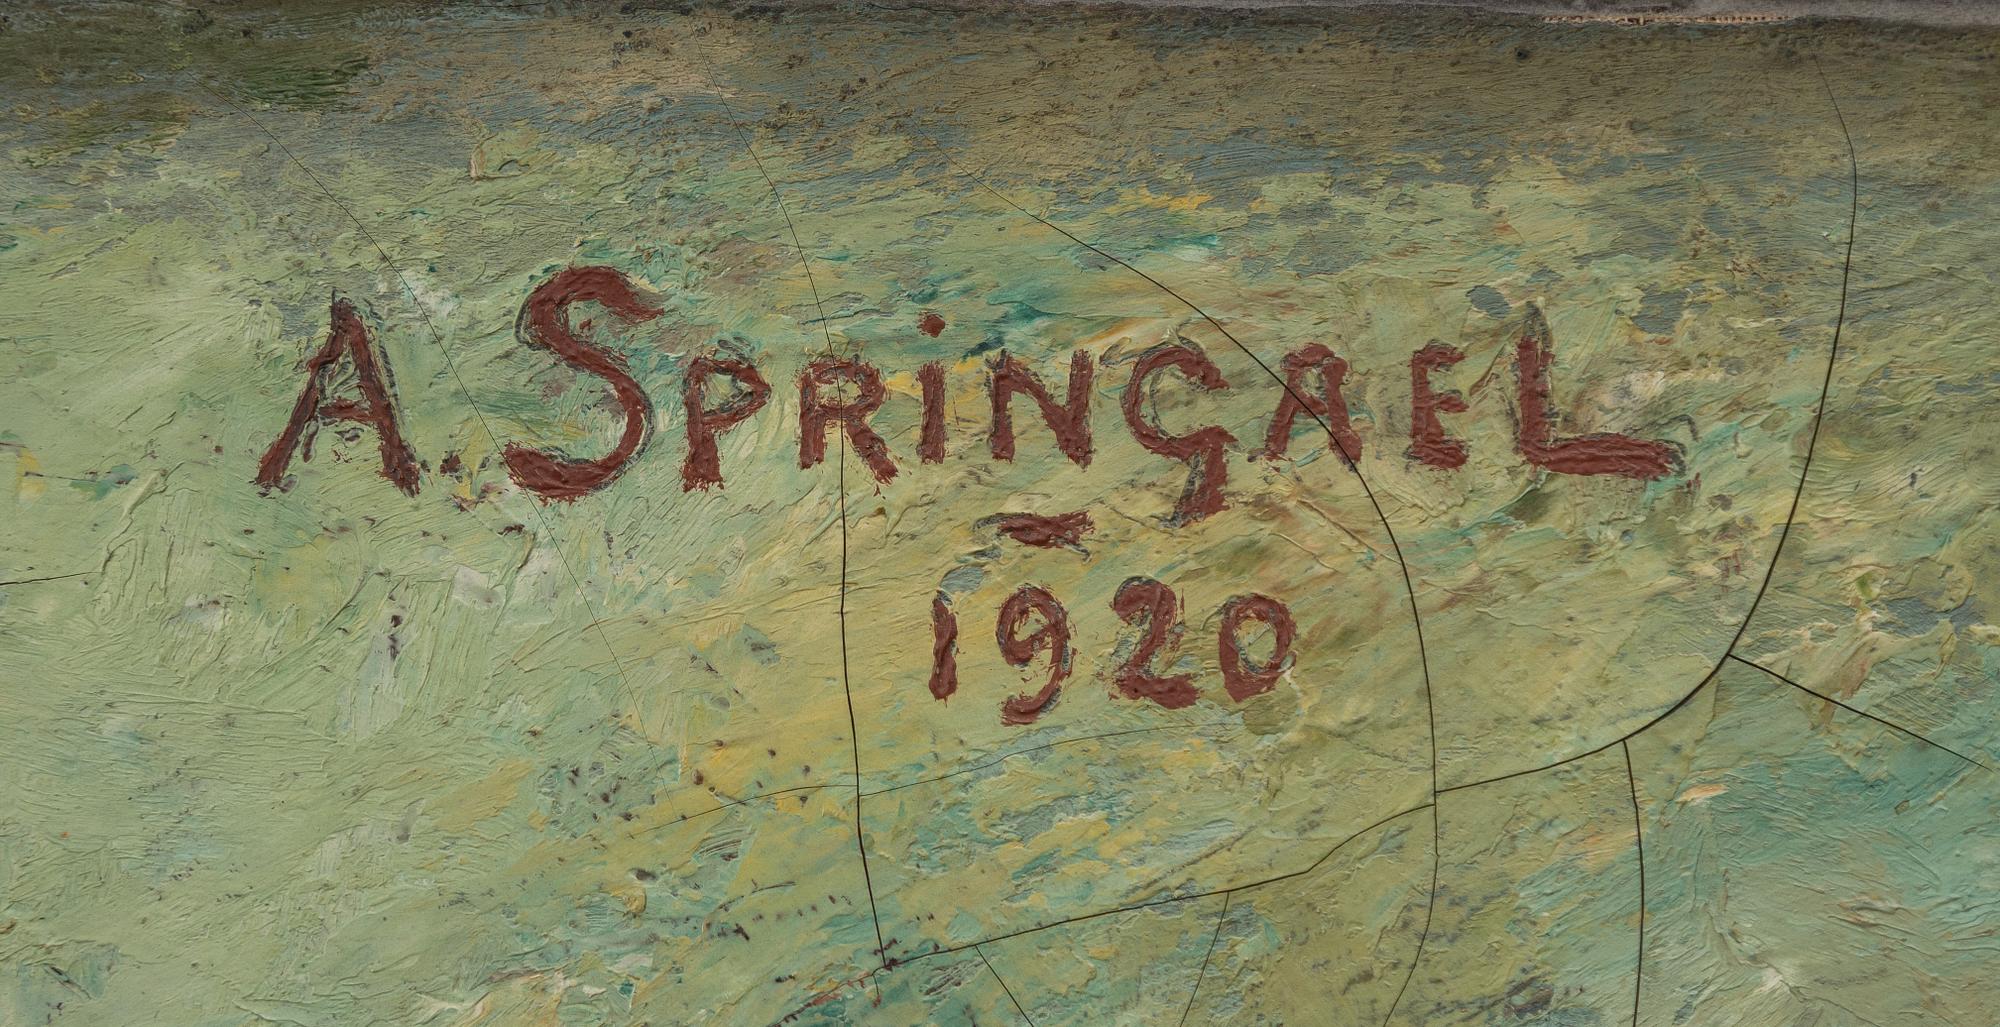 A. SPRiNGAEL
–
1920